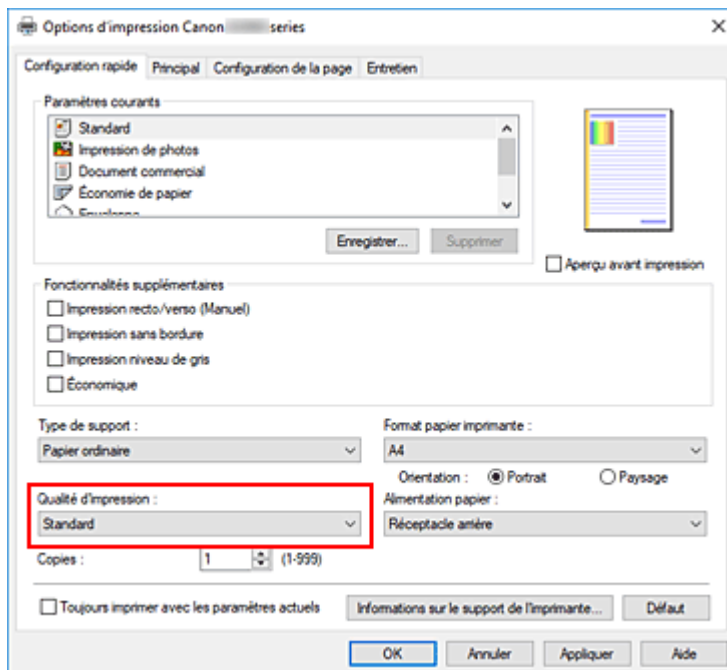 Options d'impression Canon series
Configuration rapide Principal Configuration de la page Entretien
Paramètres courants
Standard
Impression de photos
Document commercial
Économie de papier
Enregistrer... Supprimer
Aperçu avant impression
Fonctionnalités supplémentaires
Impression recto/verso (Manuel)
Impression sans bordure
Impression niveau de gris
Économique
Type de support : Format papier imprimante :
Papier ordinaire A4
Orientation : Portrait Paysage
Qualité d'impression : Alimentation papier :
Standard Réceptacle arrière
Copies : 1 (1-999)
Toujours imprimer avec les paramètres actuels Informations sur le support de l'imprimante... Défaut
OK Annuler Appliquer Aide